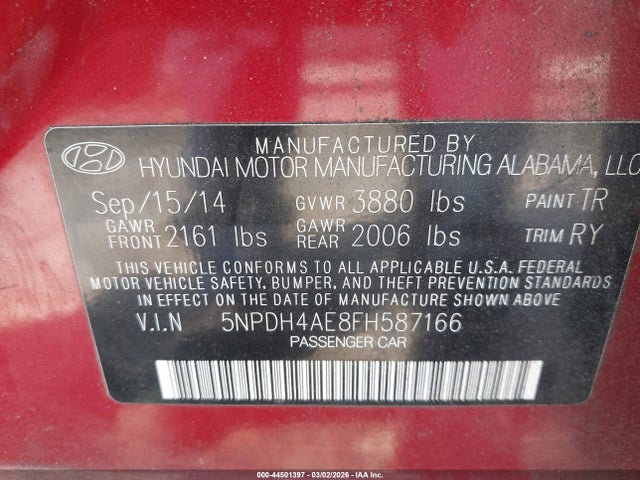 MANUFACTURED BY
HYUNDAI MOTOR MANUFACTURING ALABAMA, LLC
Sep/15/14 GVWR 3880 lbs PAINT TR
GAWR FRONT 2161 lbs GAWR REAR 2006 lbs TRIM RY
THIS VEHICLE CONFORMS TO ALL APPLICABLE U.S.A. FEDERAL
MOTOR VEHICLE SAFETY, BUMPER, AND THEFT PREVENTION STANDARDS
IN EFFECT ON THE DATE OF MANUFACTURE SHOWN ABOVE
V.I.N 5NPDH4AE8FH587166
PASSENGER CAR
000-44501397 - 03/02/2026 - IAA Inc.